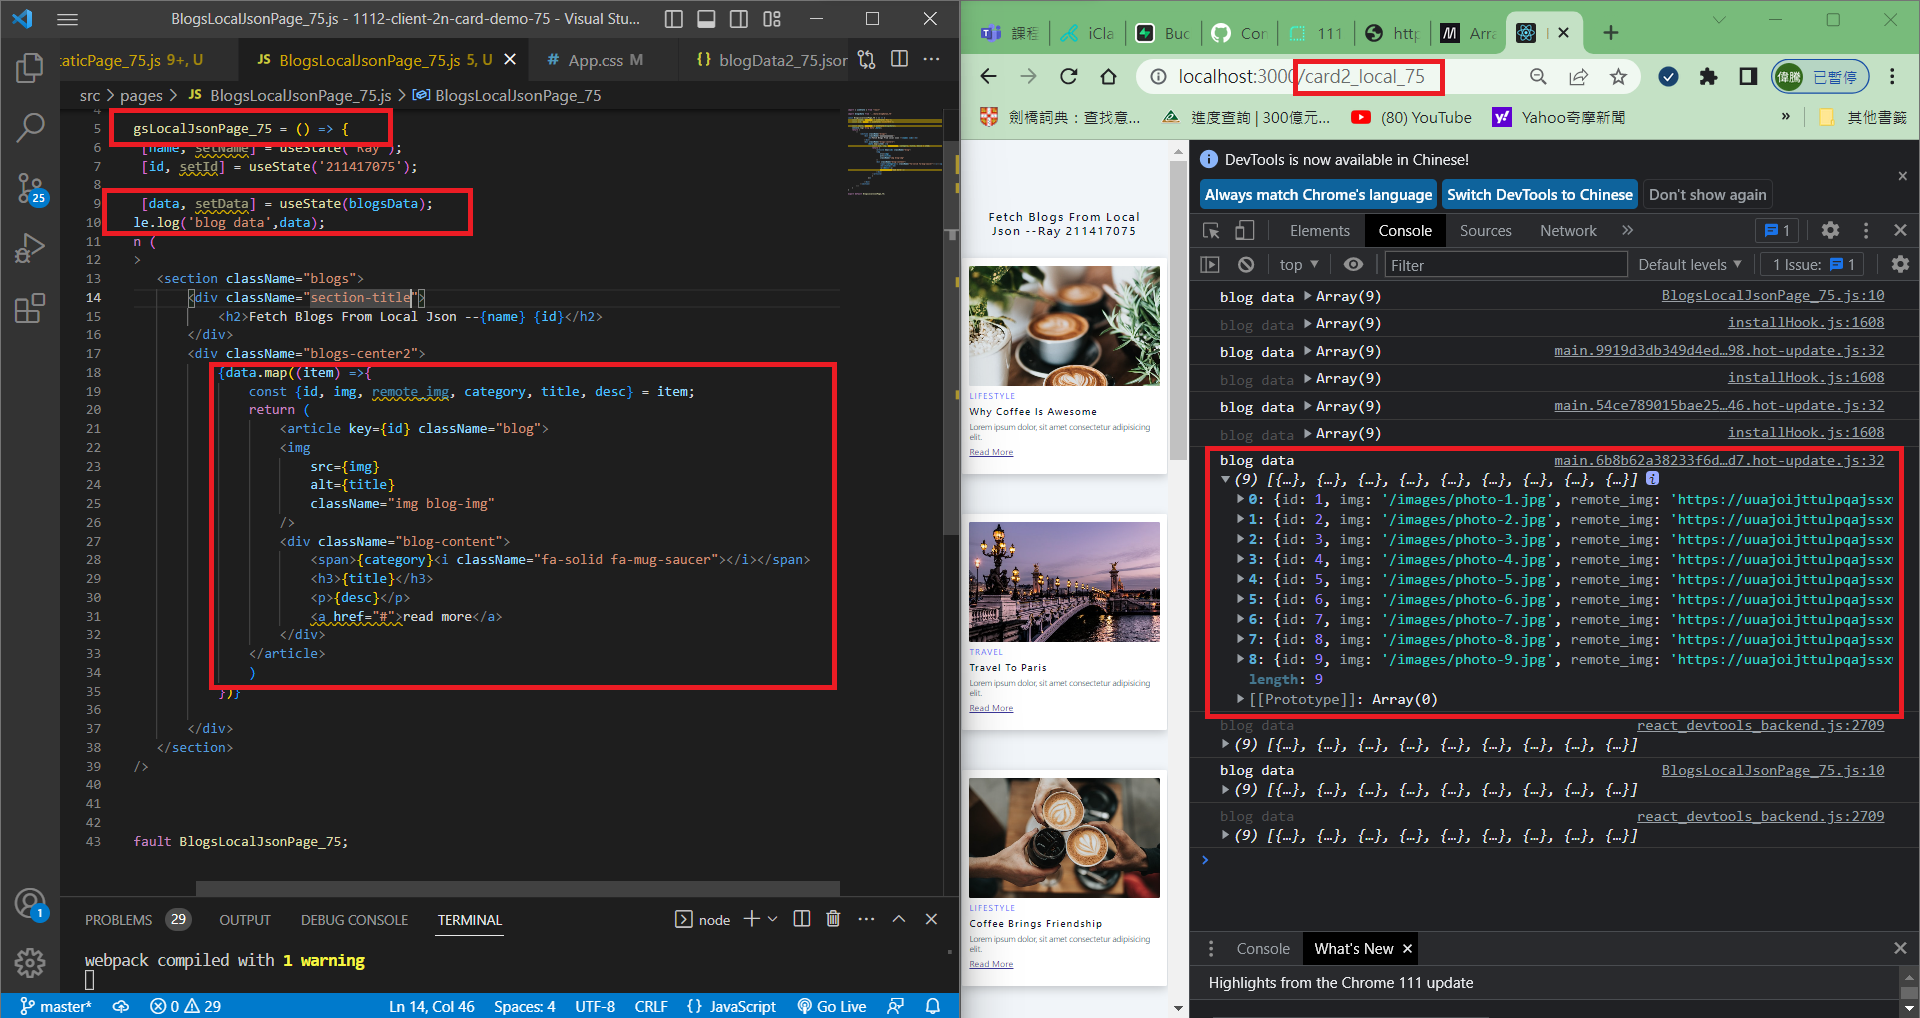 BlogsLocalJsonPage_75.js - 1112-client-2n-card-demo-75 - Visual Stu...
taticPage_75.js 9+, U
JS BlogsLocalJsonPage_75.js 5, U
# App.css M
{} blogData2_75.json
src > pages > JS BlogsLocalJsonPage_75.js > BlogsLocalJsonPage_75
4
5 gsLocalJsonPage_75 = () => {
6 [name, setName] = useState('Ray');
7 [id, setId] = useState('211417075');
8
9 [data, setData] = useState(blogsData);
10 le.log('blog data',data);
11 n (
12 >
13 <section className="blogs">
14 <div className="section-title">
15 <h2>Fetch Blogs From Local Json --{name} {id}</h2>
16 </div>
17 <div className="blogs-center2">
18 {data.map((item) =>{
19 const {id, img, remote_img, category, title, desc} = item;
20 return (
21 <article key={id} className="blog">
22 <img
23 src={img}
24 alt={title}
25 className="img blog-img"
26 />
27 <div className="blog-content">
28 <span>{category}<i className="fa-solid fa-mug-saucer"></i></span>
29 <h3>{title}</h3>
30 <p>{desc}</p>
31 <a href="#">read more</a>
32 </div>
33 </article>
34 )
35 })}
36
37 </div>
38 </section>
39 />
40
41
42
43 fault BlogsLocalJsonPage_75;
25
1
PROBLEMS 29 OUTPUT DEBUG CONSOLE TERMINAL
node
webpack compiled with 1 warning
master* 0 29 Ln 14, Col 46 Spaces: 4 UTF-8 CRLF {} JavaScript Go Live
課程 iCla Buc Con 111 http Arra
localhost:3000/card2_local_75
偉騰 已暫停
劍橋詞典：查找意... 進度查詢 | 300億元... (80) YouTube Yahoo奇摩新聞 » 其他書籤
Fetch Blogs From Local
Json --Ray 211417075
LIFESTYLE
Why Coffee Is Awesome
Lorem ipsum dolor, sit amet consectetur adipisicing
elit.
Read More
TRAVEL
Travel To Paris
Lorem ipsum dolor, sit amet consectetur adipisicing
elit.
Read More
LIFESTYLE
Coffee Brings Friendship
Lorem ipsum dolor, sit amet consectetur adipisicing
elit.
Read More
DevTools is now available in Chinese!
Always match Chrome's language Switch DevTools to Chinese Don't show again
Elements Console Sources Network » 1
top Filter Default levels 1 Issue: 1
blog data Array(9) BlogsLocalJsonPage_75.js:10
blog data Array(9) installHook.js:1608
blog data Array(9) main.9919d3db349d4ed…98.hot-update.js:32
blog data Array(9) installHook.js:1608
blog data Array(9) main.54ce789015bae25…46.hot-update.js:32
blog data Array(9) installHook.js:1608
blog data main.6b8b62a38233f6d…d7.hot-update.js:32
(9) [{…}, {…}, {…}, {…}, {…}, {…}, {…}, {…}, {…}]
0: {id: 1, img: '/images/photo-1.jpg', remote_img: 'https://uuajoijttulpqajssx
1: {id: 2, img: '/images/photo-2.jpg', remote_img: 'https://uuajoijttulpqajssx
2: {id: 3, img: '/images/photo-3.jpg', remote_img: 'https://uuajoijttulpqajssx
3: {id: 4, img: '/images/photo-4.jpg', remote_img: 'https://uuajoijttulpqajssx
4: {id: 5, img: '/images/photo-5.jpg', remote_img: 'https://uuajoijttulpqajssx
5: {id: 6, img: '/images/photo-6.jpg', remote_img: 'https://uuajoijttulpqajssx
6: {id: 7, img: '/images/photo-7.jpg', remote_img: 'https://uuajoijttulpqajssx
7: {id: 8, img: '/images/photo-8.jpg', remote_img: 'https://uuajoijttulpqajssx
8: {id: 9, img: '/images/photo-9.jpg', remote_img: 'https://uuajoijttulpqajssx
length: 9
[[Prototype]]: Array(0)
blog data react_devtools_backend.js:2709
(9) [{…}, {…}, {…}, {…}, {…}, {…}, {…}, {…}, {…}]
blog data BlogsLocalJsonPage_75.js:10
(9) [{…}, {…}, {…}, {…}, {…}, {…}, {…}, {…}, {…}]
blog data react_devtools_backend.js:2709
(9) [{…}, {…}, {…}, {…}, {…}, {…}, {…}, {…}, {…}]
Console What's New
Highlights from the Chrome 111 update